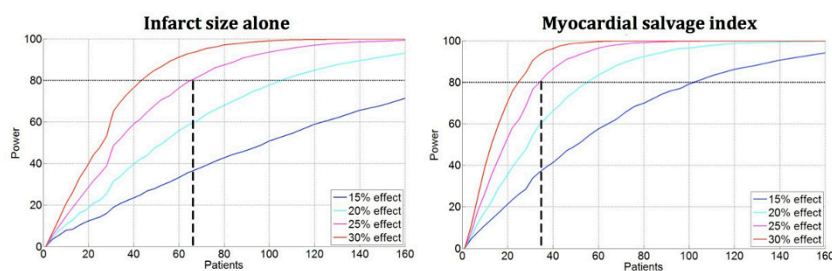 Infarct size alone
Myocardial salvage index
Power
100
80
60
40
20
0
0 20 40 60 80 100 120 140 160
Patients
15% effect
20% effect
25% effect
30% effect
Power
100
80
60
40
20
0
0 20 40 60 80 100 120 140 160
Patients
15% effect
20% effect
25% effect
30% effect